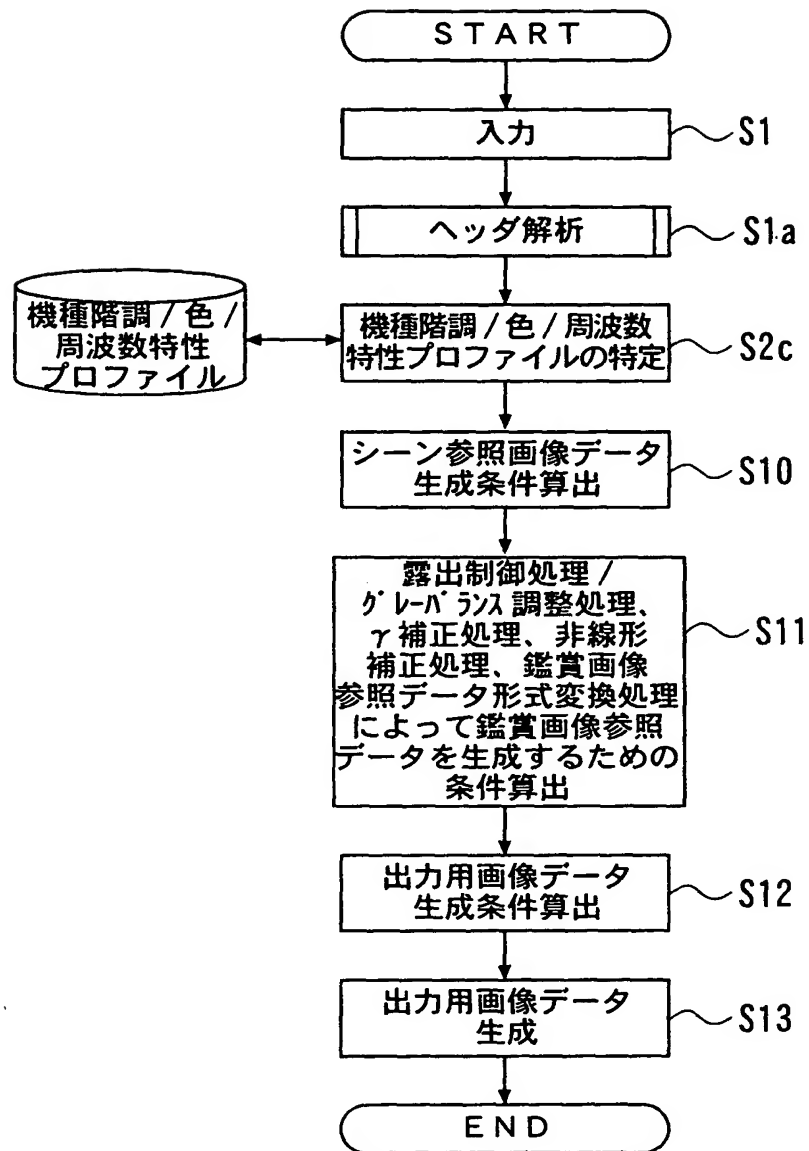 START
入力
S1
ヘッダ解析
S1a
機種階調/色/
周波数特性
プロファイル
機種階調/色/周波数
特性プロファイルの特定
S2c
シーン参照画像データ
生成条件算出
S10
露出制御処理/
グレーバランス調整処理、
γ補正処理、非線形
補正処理、鑑賞画像
参照データ形式変換処理
によって鑑賞画像参照
データを生成するための
条件算出
S11
出力用画像データ
生成条件算出
S12
出力用画像データ
生成
S13
END